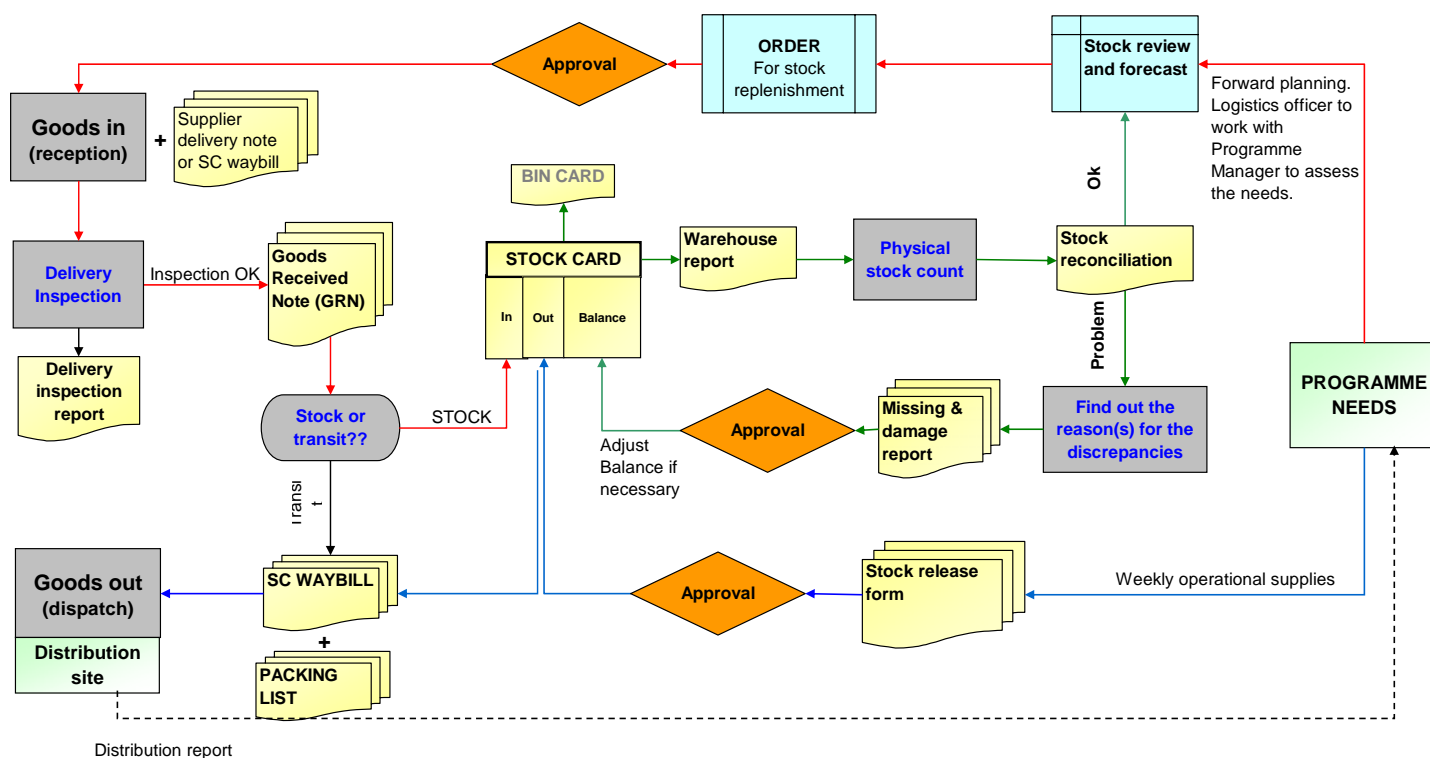 Approval
ORDER
For stock
replenishment
Stock review
and forecast
Forward planning.
Logistics officer to
work with
Programme
Manager to assess
the needs.
Goods in
(reception)
+
Supplier
delivery note
or SC waybill
BIN CARD
Ok
Delivery
Inspection
Inspection OK
Goods
Received
Note (GRN)
STOCK CARD
In
Out
Balance
Warehouse
report
Physical
stock count
Stock
reconciliation
Problem
Delivery
inspection
report
Stock or
transit??
STOCK
Adjust
Balance if
necessary
Approval
Missing &
damage
report
Find out the
reason(s) for the
discrepancies
PROGRAMME
NEEDS
Transi
t
Goods out
(dispatch)
Distribution
site
SC WAYBILL
+
PACKING
LIST
Approval
Stock release
form
Weekly operational supplies
Distribution report